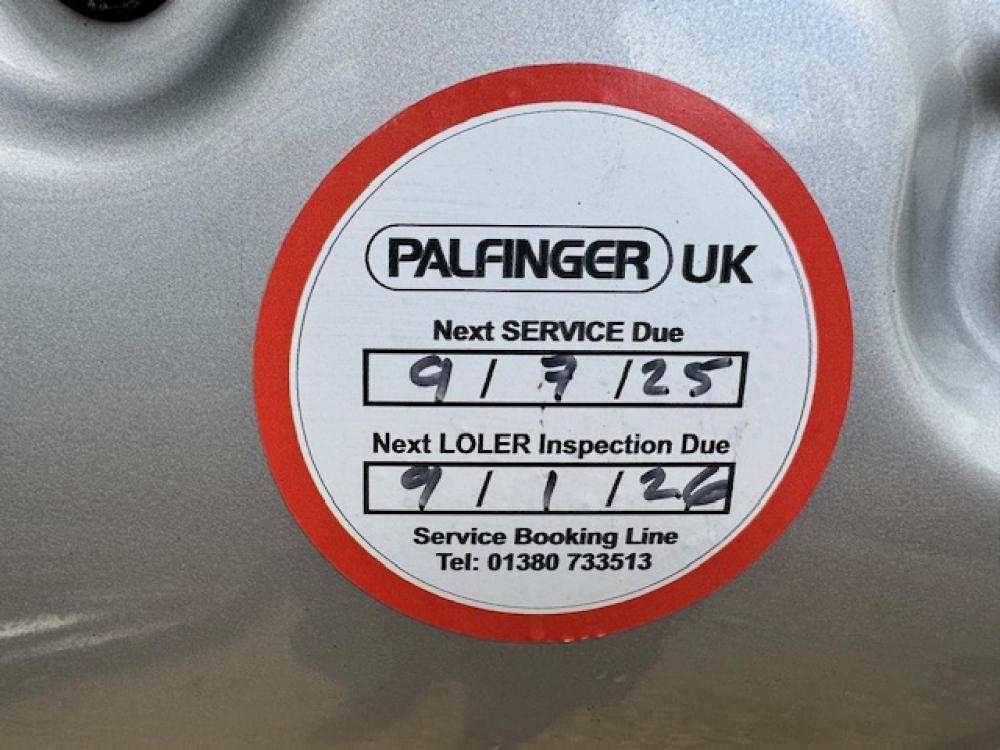 PALFINGER UK
Next SERVICE Due
9 / 7 / 25
Next LOLER Inspection Due
9 / 1 / 26
Service Booking Line
Tel: 01380 733513